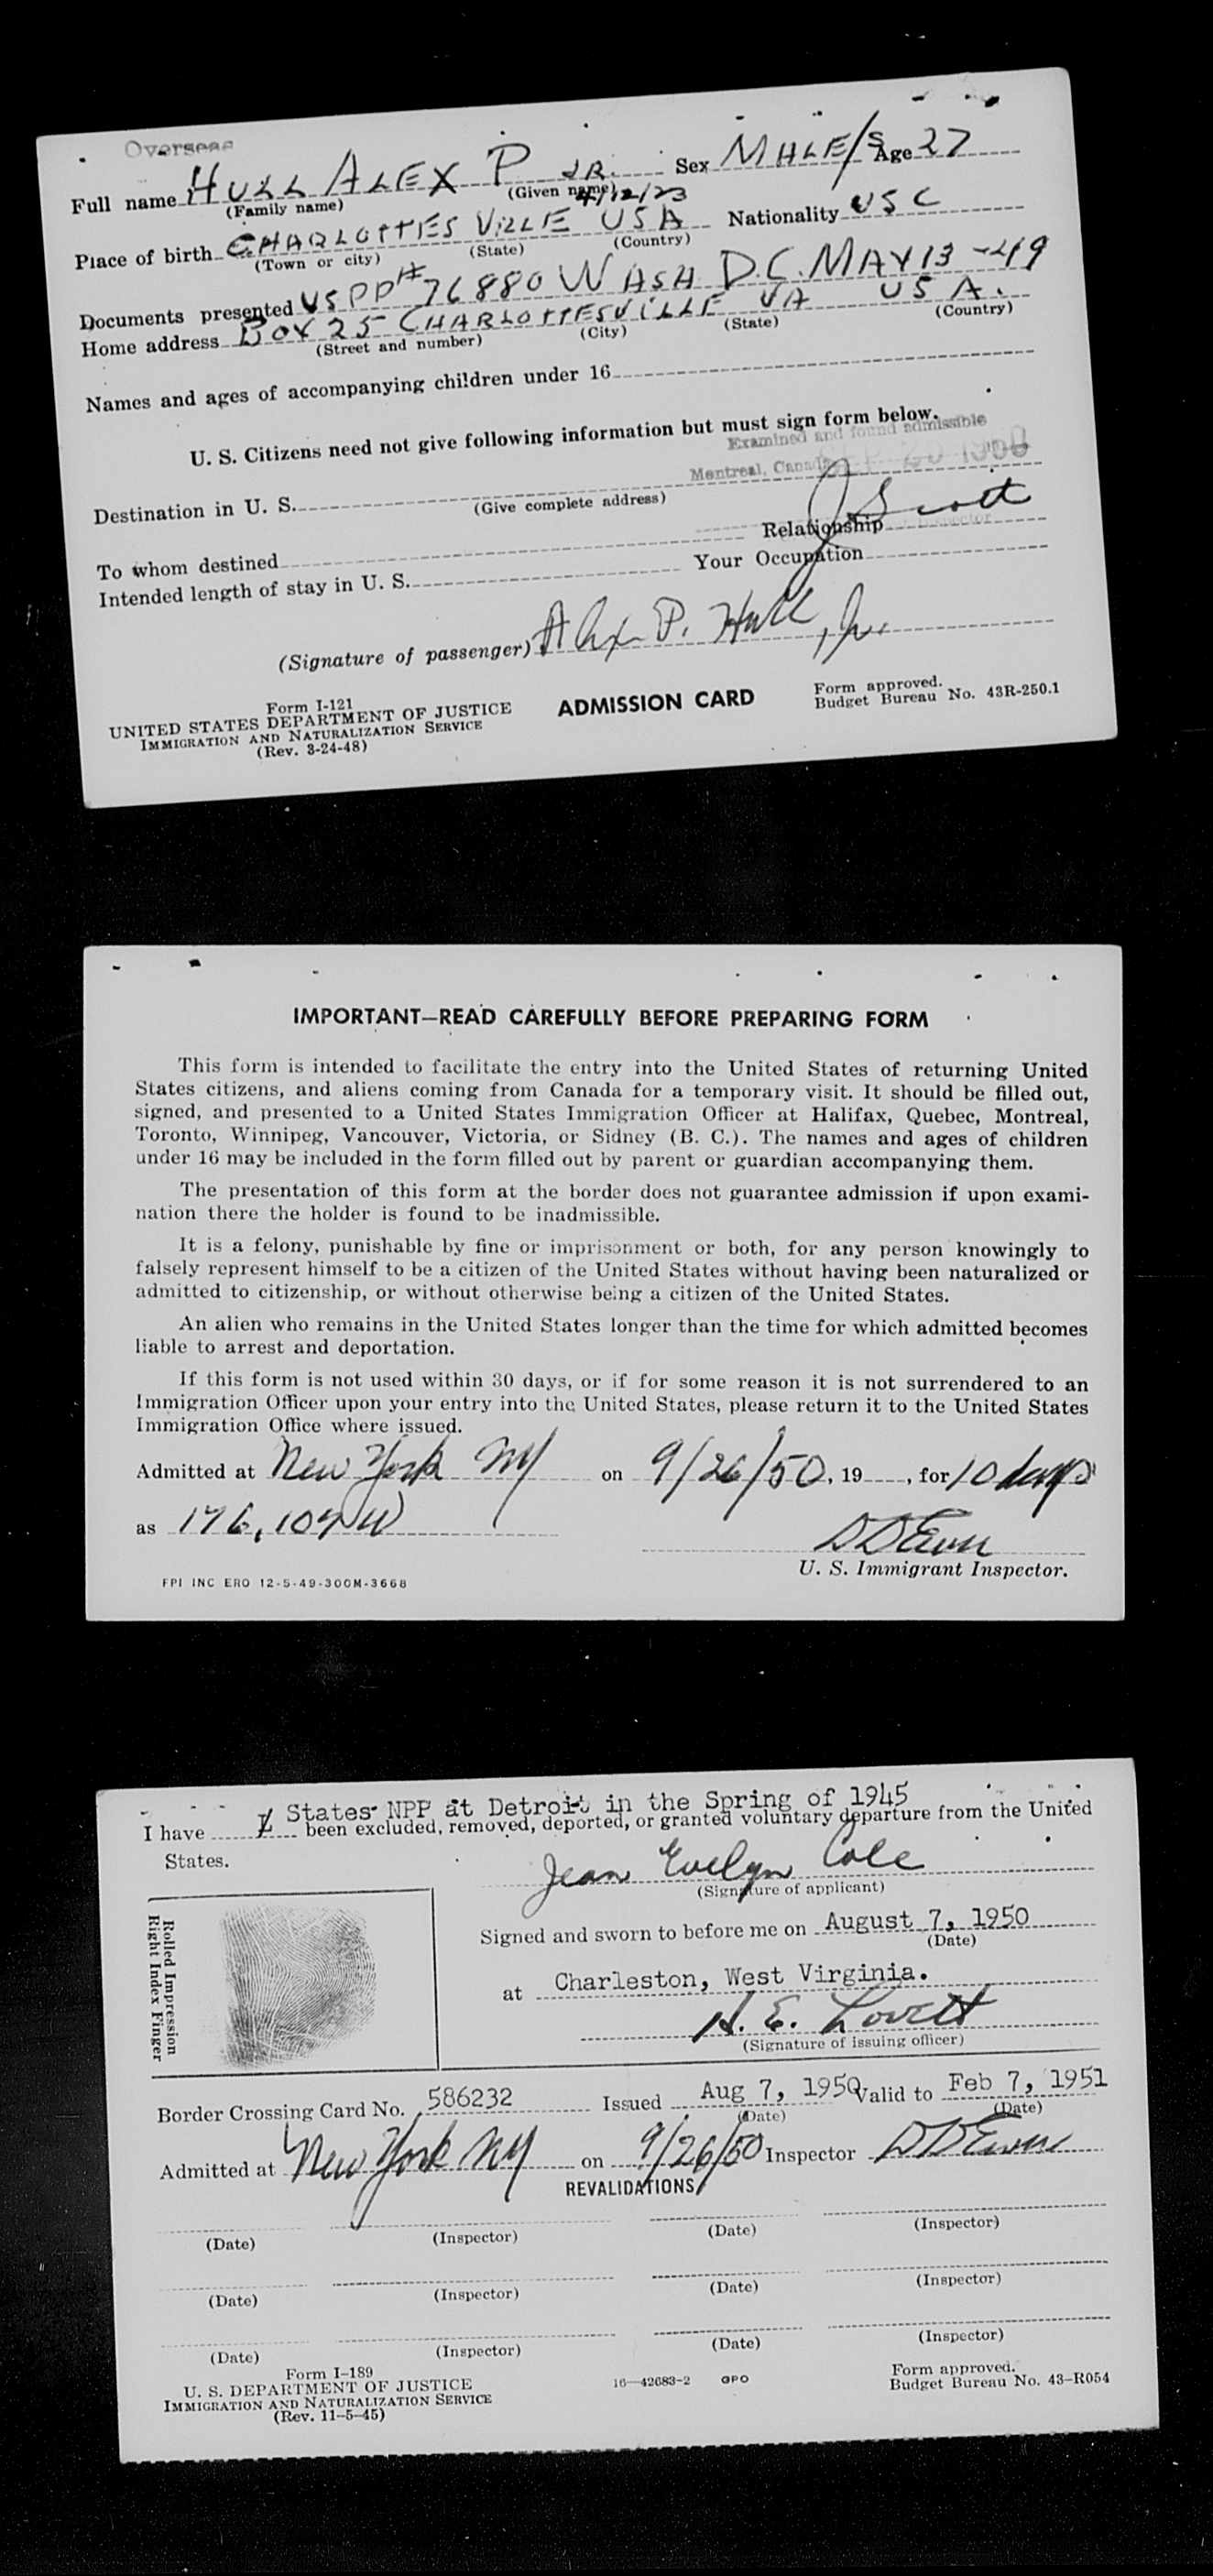 Overseas
Full name HULL ALEX P JR. Sex MALE/S Age 27
(Family name) (Given name) 4/12/23
Place of birth CHARLOTTESVILLE USA Nationality USC
(Town or city) (State) (Country)
Documents presented USPP# 76880 WASH D.C. MAY 13-49
Home address BOX 25 CHARLOTTESVILLE VA USA.
(Street and number) (City) (State) (Country)
Names and ages of accompanying children under 16
U. S. Citizens need not give following information but must sign form below.
Examined and found admissible
Montreal, Canada
Destination in U. S.
(Give complete address)
J Scott
To whom destined Relationship
Intended length of stay in U. S. Your Occupation
(Signature of passenger) Alex P. Hull, Jr.
Form I-121
UNITED STATES DEPARTMENT OF JUSTICE
IMMIGRATION AND NATURALIZATION SERVICE
(Rev. 3-24-48)
ADMISSION CARD
Form approved.
Budget Bureau No. 43R-250.1
IMPORTANT—READ CAREFULLY BEFORE PREPARING FORM
This form is intended to facilitate the entry into the United States of returning United
States citizens, and aliens coming from Canada for a temporary visit. It should be filled out,
signed, and presented to a United States Immigration Officer at Halifax, Quebec, Montreal,
Toronto, Winnipeg, Vancouver, Victoria, or Sidney (B. C.). The names and ages of children
under 16 may be included in the form filled out by parent or guardian accompanying them.
The presentation of this form at the border does not guarantee admission if upon exami-
nation there the holder is found to be inadmissible.
It is a felony, punishable by fine or imprisonment or both, for any person knowingly to
falsely represent himself to be a citizen of the United States without having been naturalized or
admitted to citizenship, or without otherwise being a citizen of the United States.
An alien who remains in the United States longer than the time for which admitted becomes
liable to arrest and deportation.
If this form is not used within 30 days, or if for some reason it is not surrendered to an
Immigration Officer upon your entry into the United States, please return it to the United States
Immigration Office where issued.
Admitted at New York NY on 9/26/50, 19 , for 10 days
as
U. S. Immigrant Inspector.
FPI INC ERO 12-5-49-300M-3668
States NPP at Detroit in the Spring of 1945
I have been excluded, removed, deported, or granted voluntary departure from the United
States.
Jean Evelyn Cole
(Signature of applicant)
Rolled Impression
Right Index Finger
Signed and sworn to before me on August 7, 1950
(Date)
at Charleston, West Virginia.
H. E. Lovett
(Signature of issuing officer)
Border Crossing Card No. 586232 Issued Aug 7, 1950 Valid to Feb 7, 1951
(Date) (Date)
Admitted at New York NY on 9/26/50 Inspector
REVALIDATIONS
(Date) (Inspector) (Date) (Inspector)
(Date) (Inspector) (Date) (Inspector)
(Date) (Inspector) (Date) (Inspector)
Form I-189
U. S. DEPARTMENT OF JUSTICE
IMMIGRATION AND NATURALIZATION SERVICE
(Rev. 11-5-45)
16—42683-2 GPO
Form approved.
Budget Bureau No. 43-R054